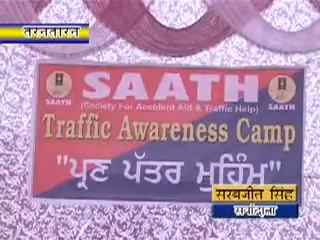 ਤਰਨਤਾਰਨ
SAATH
SAATH
SAATH
(Society For Accident Aid & Traffic Help)
Traffic Awareness Camp
"ਪ੍ਰਣ ਪੱਤਰ ਮੁਹਿੰਮ"
ਸਰਬਜੀਤ ਸਿੰਘ